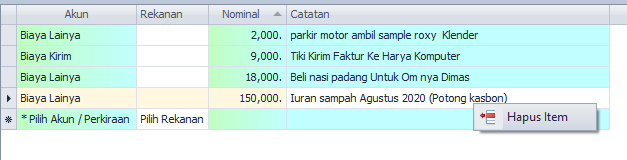 Akun Rekanan Nominal Catatan
Biaya Lainya 2,000. parkir motor ambil sample roxy Klender
Biaya Kirim 9,000. Tiki Kirim Faktur Ke Harya Komputer
Biaya Lainya 18,000. Beli nasi padang Untuk Om nya Dimas
Biaya Lainya 150,000. Iuran sampah Agustus 2020 (Potong kasbon)
* Pilih Akun / Perkiraan Pilih Rekanan
Hapus Item